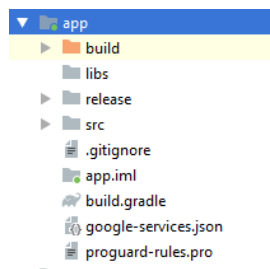 app
build
libs
release
src
.gitignore
app.iml
build.gradle
google-services.json
proguard-rules.pro